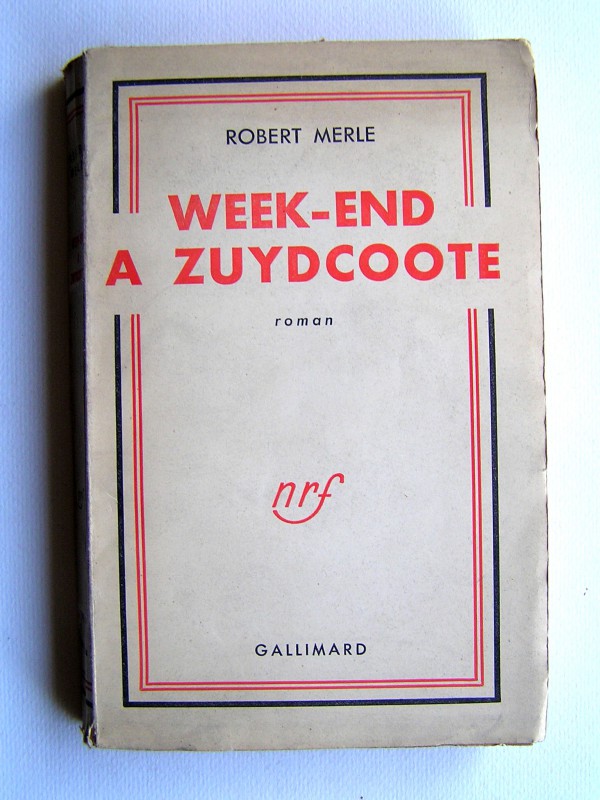 ROBERT MERLE
WEEK-END
A ZUYDCOOTE
roman
nrf
GALLIMARD